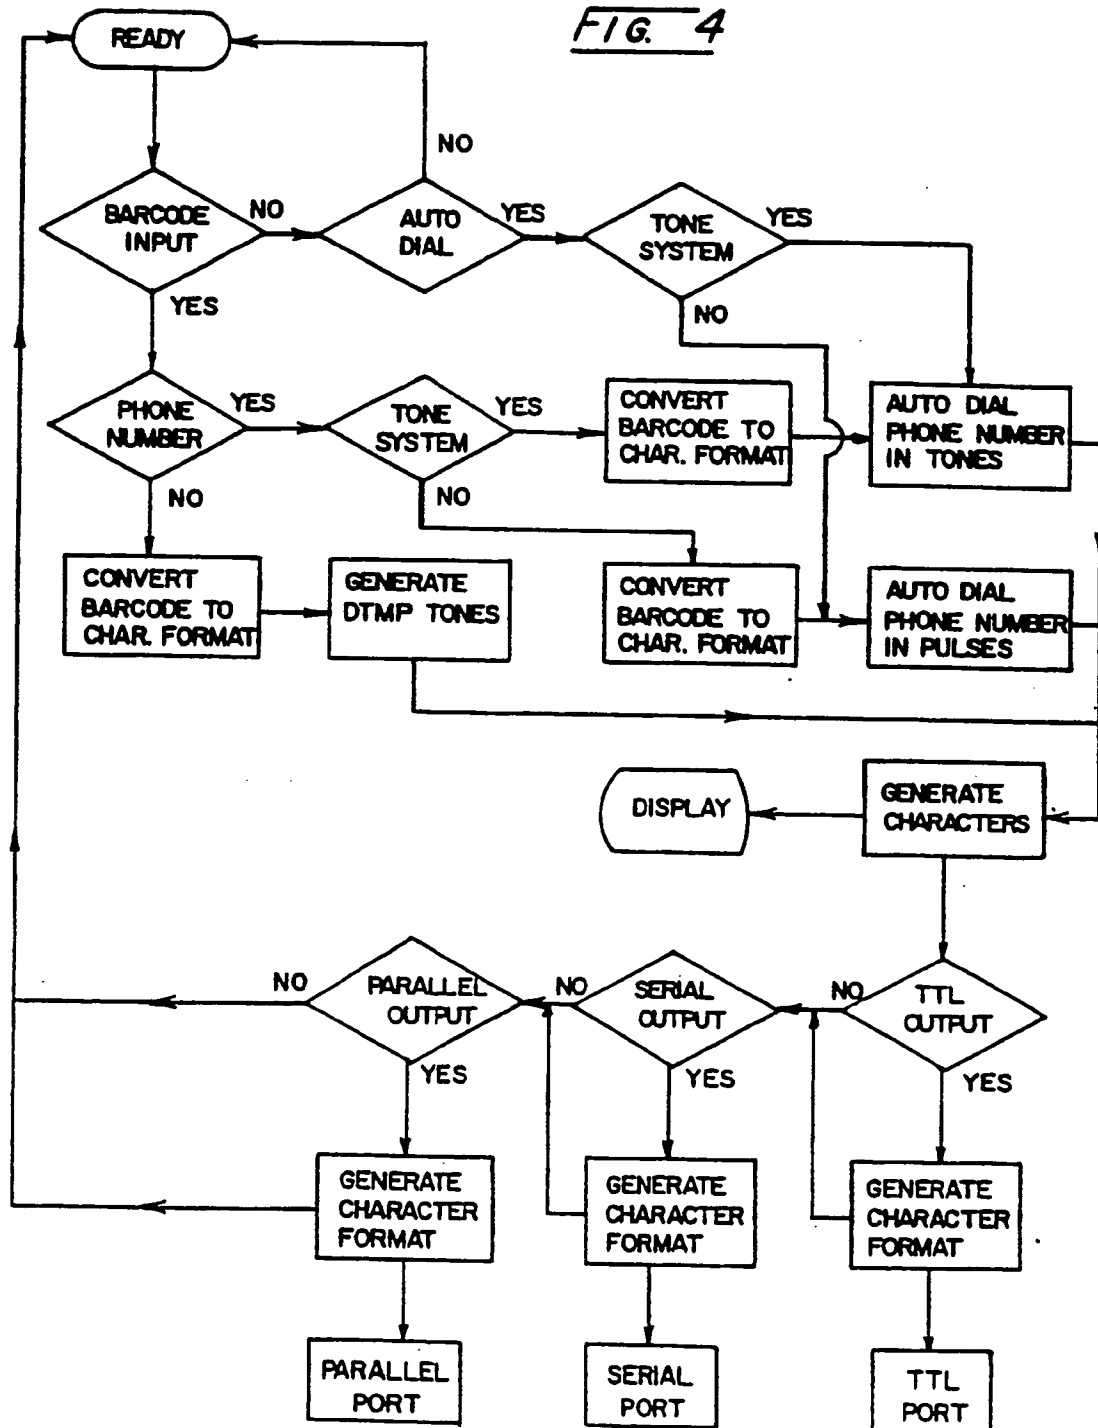 FIG. 4
READY
NO
BARCODE
INPUT
NO
AUTO
DIAL
YES
TONE
SYSTEM
YES
YES
NO
PHONE
NUMBER
YES
TONE
SYSTEM
YES
CONVERT
BARCODE TO
CHAR. FORMAT
AUTO DIAL
PHONE NUMBER
IN TONES
NO
NO
CONVERT
BARCODE TO
CHAR. FORMAT
GENERATE
DTMP TONES
CONVERT
BARCODE TO
CHAR. FORMAT
AUTO DIAL
PHONE NUMBER
IN PULSES
DISPLAY
GENERATE
CHARACTERS
NO
PARALLEL
OUTPUT
NO
SERIAL
OUTPUT
NO
TTL
OUTPUT
YES
YES
YES
GENERATE
CHARACTER
FORMAT
GENERATE
CHARACTER
FORMAT
GENERATE
CHARACTER
FORMAT
PARALLEL
PORT
SERIAL
PORT
TTL
PORT